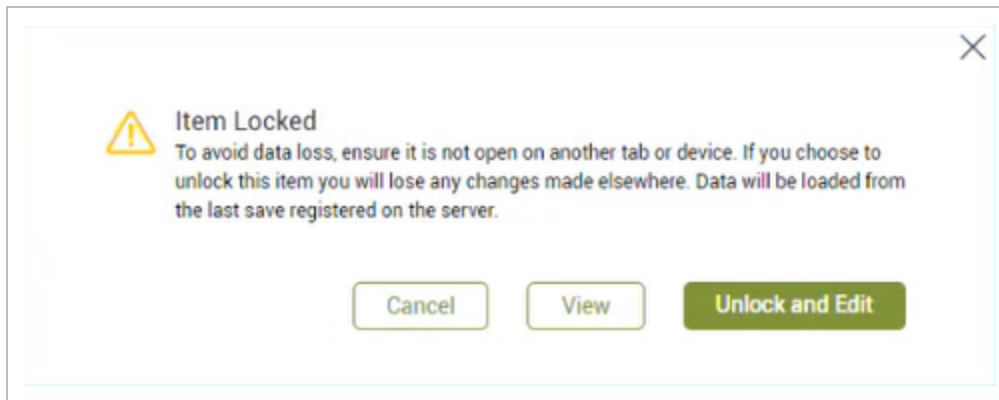 Item Locked
To avoid data loss, ensure it is not open on another tab or device. If you choose to
unlock this item you will lose any changes made elsewhere. Data will be loaded from
the last save registered on the server.
Cancel View Unlock and Edit